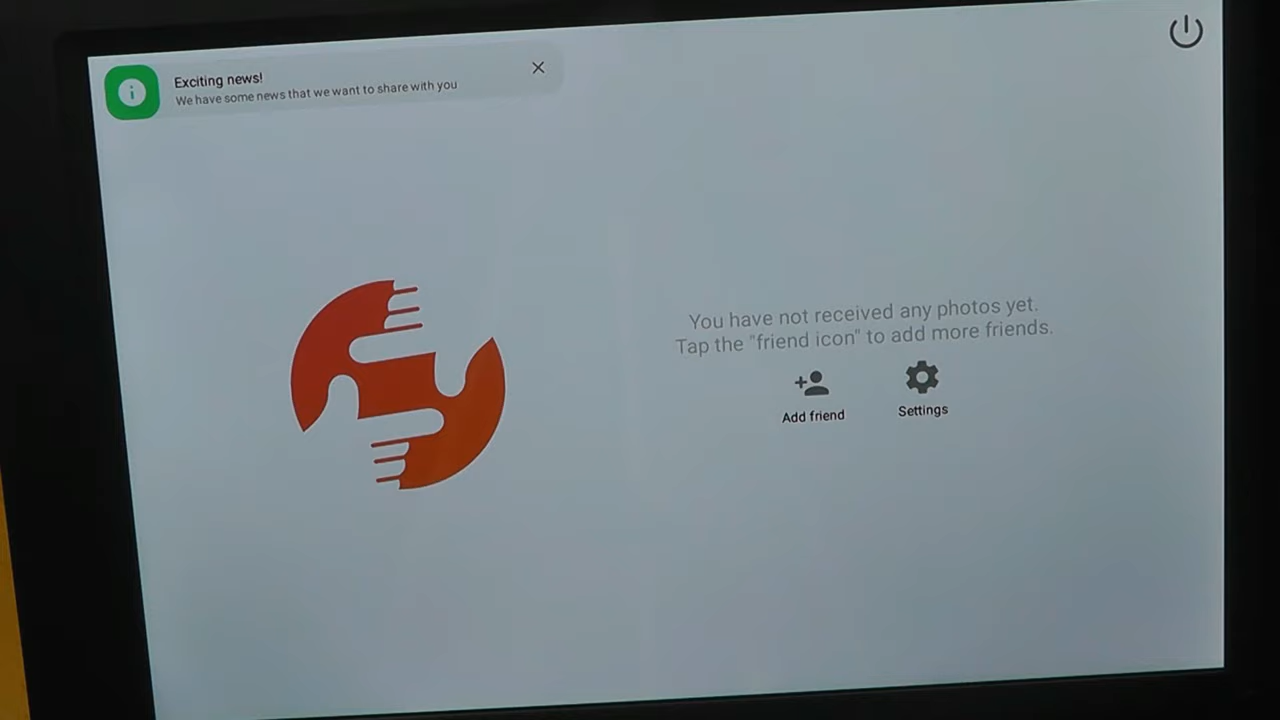 Exciting news!
We have some news that we want to share with you
You have not received any photos yet.
Tap the "friend icon" to add more friends.
Add friend
Settings